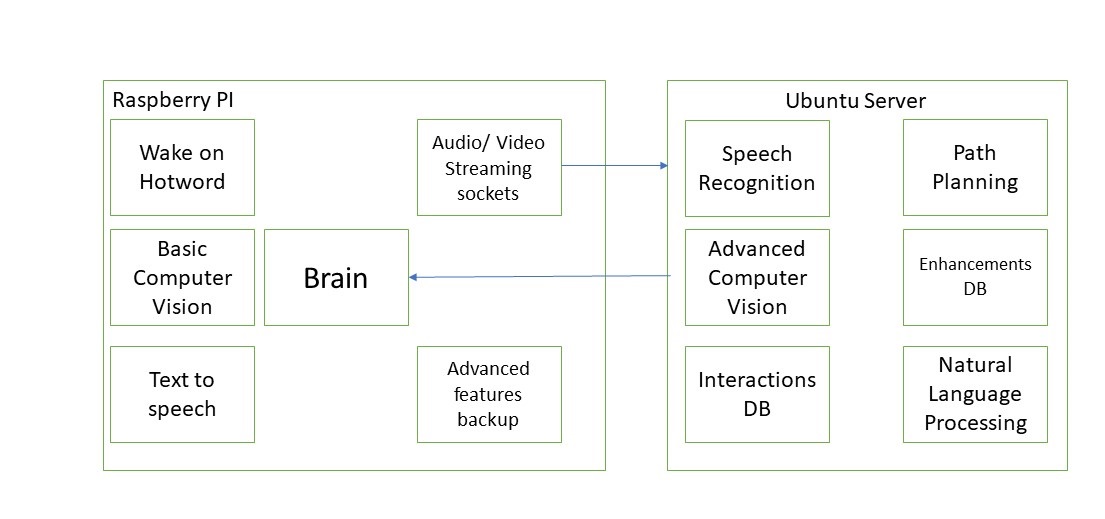 Raspberry PI
Wake on
Hotword
Audio/ Video
Streaming
sockets
Basic
Computer
Vision
Brain
Text to
speech
Advanced
features
backup
Ubuntu Server
Speech
Recognition
Path
Planning
Advanced
Computer
Vision
Enhancements
DB
Interactions
DB
Natural
Language
Processing